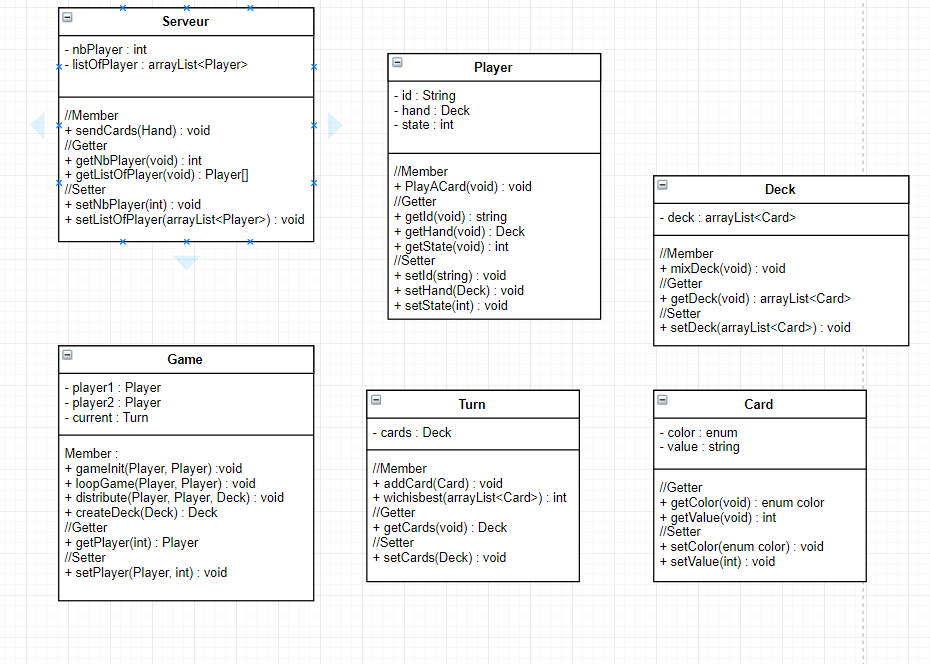 Serveur
- nbPlayer : int
- listOfPlayer : arrayList<Player>
//Member
+ sendCards(Hand) : void
//Getter
+ getNbPlayer(void) : int
+ getListOfPlayer(void) : Player[]
//Setter
+ setNbPlayer(int) : void
+ setListOfPlayer(arrayList<Player>) : void
Player
- id : String
- hand : Deck
- state : int
//Member
+ PlayACard(void) : void
//Getter
+ getId(void) : string
+ getHand(void) : Deck
+ getState(void) : int
//Setter
+ setId(string) : void
+ setHand(Deck) : void
+ setState(int) : void
Deck
- deck : arrayList<Card>
//Member
+ mixDeck(void) : void
//Getter
+ getDeck(void) : arrayList<Card>
//Setter
+ setDeck(arrayList<Card>) : void
Game
- player1 : Player
- player2 : Player
- current : Turn
Member :
+ gameInit(Player, Player) :void
+ loopGame(Player, Player) : void
+ distribute(Player, Player, Deck) : void
+ createDeck(Deck) : Deck
//Getter
+ getPlayer(int) : Player
//Setter
+ setPlayer(Player, int) : void
Turn
- cards : Deck
//Member
+ addCard(Card) : void
+ wichisbest(arrayList<Card>) : int
//Getter
+ getCards(void) : Deck
//Setter
+ setCards(Deck) : void
Card
- color : enum
- value : string
//Getter
+ getColor(void) : enum color
+ getValue(void) : int
//Setter
+ setColor(enum color) : void
+ setValue(int) : void